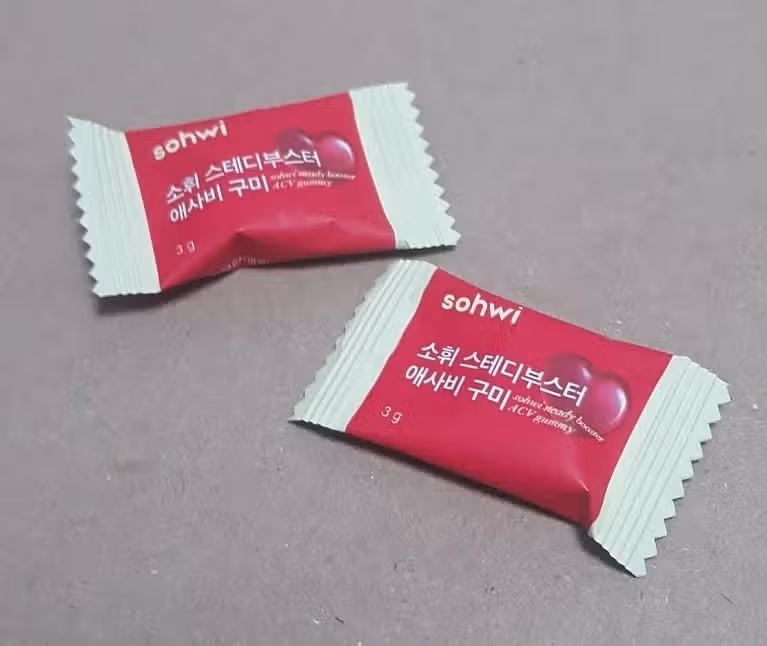 sohwi
소휘 스테디부스터
애사비 구미
sohwi steady booster
ACV gummy
3 g
sohwi
소휘 스테디부스터
애사비 구미
sohwi steady booster
ACV gummy
3 g